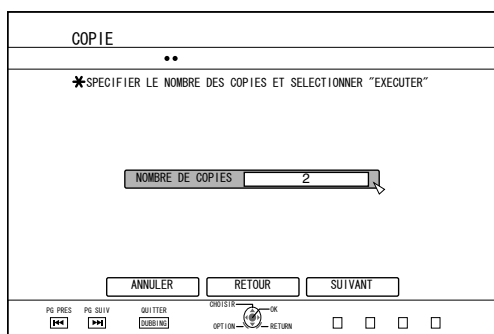 COPIE
••
*SPECIFIER LE NOMBRE DES COPIES ET SELECTIONNER "EXECUTER"
NOMBRE DE COPIES 2
ANNULER RETOUR SUIVANT
PG PRES PG SUIV QUITTER CHOISIR OK
DUBBING OPTION RETURN